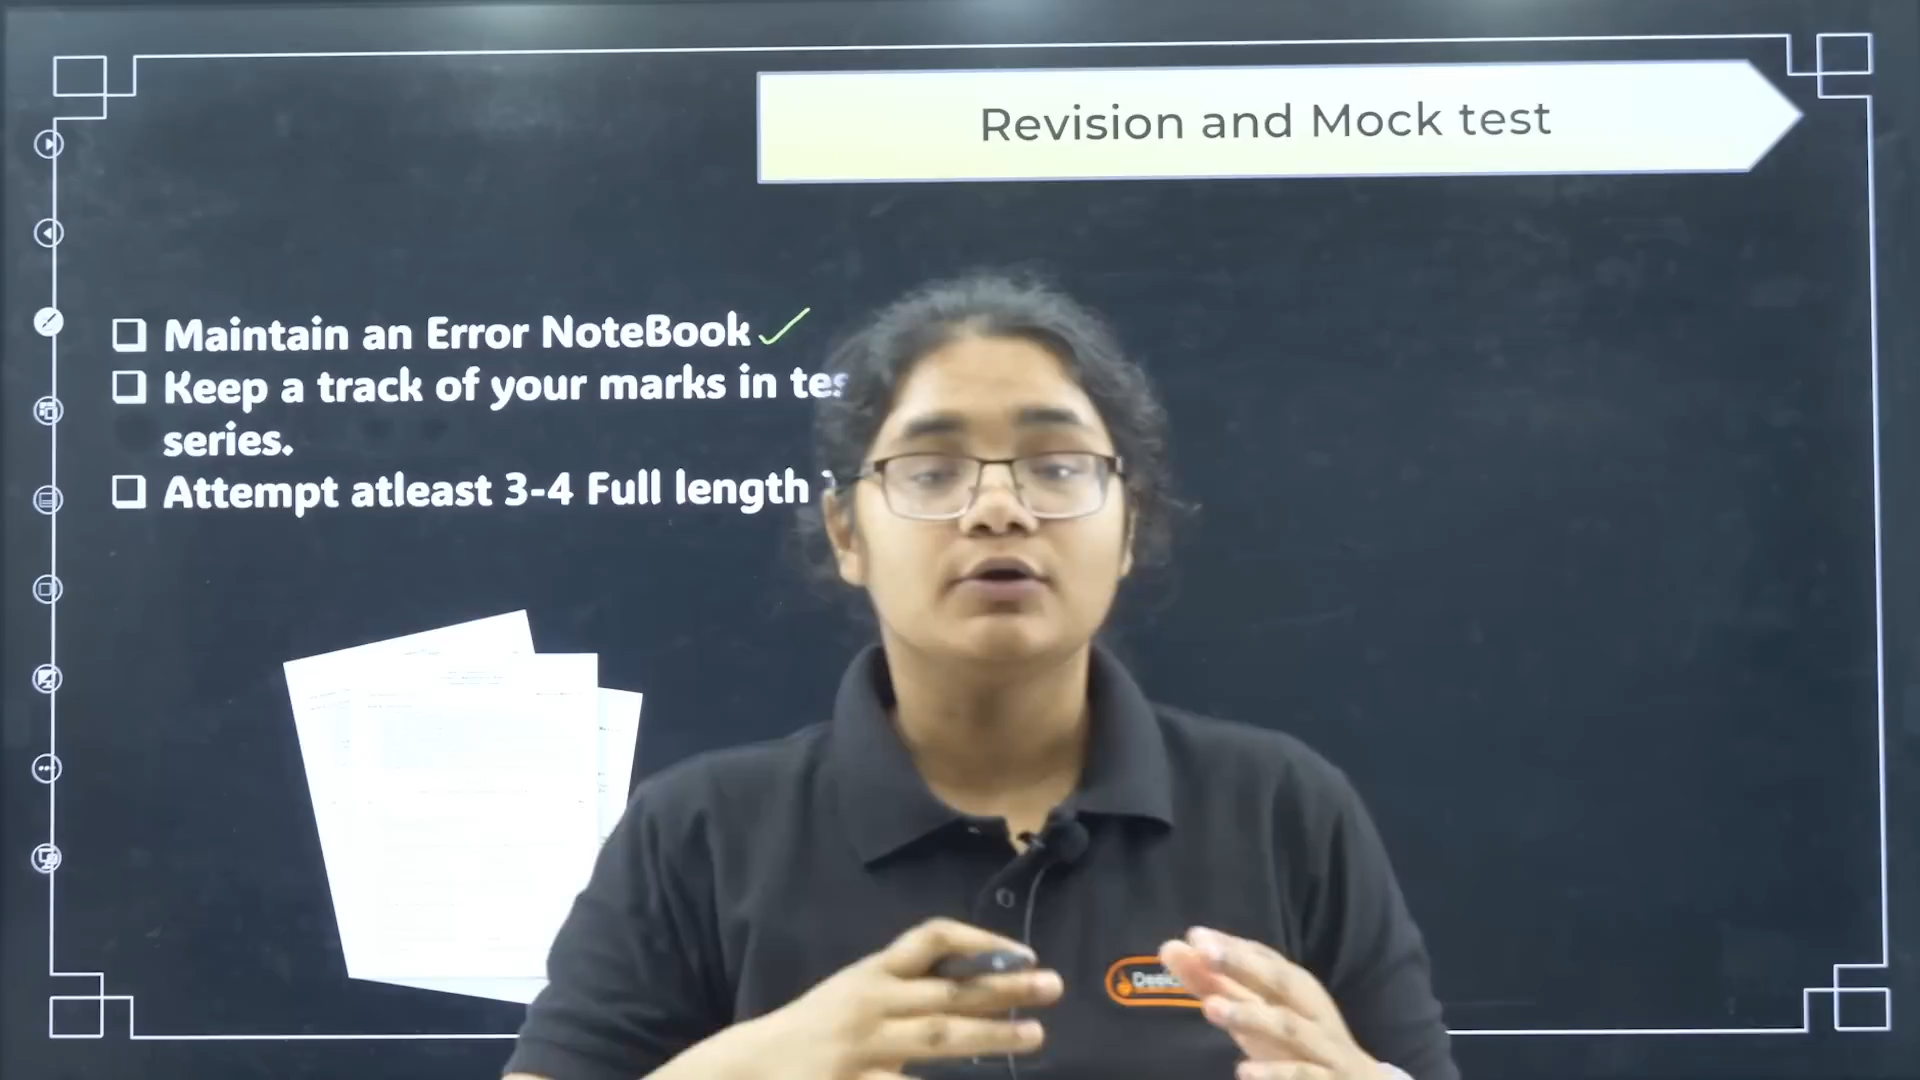 Revision and Mock test
Maintain an Error NoteBook
Keep a track of your marks in
series.
Attempt atleast 3-4 Full length